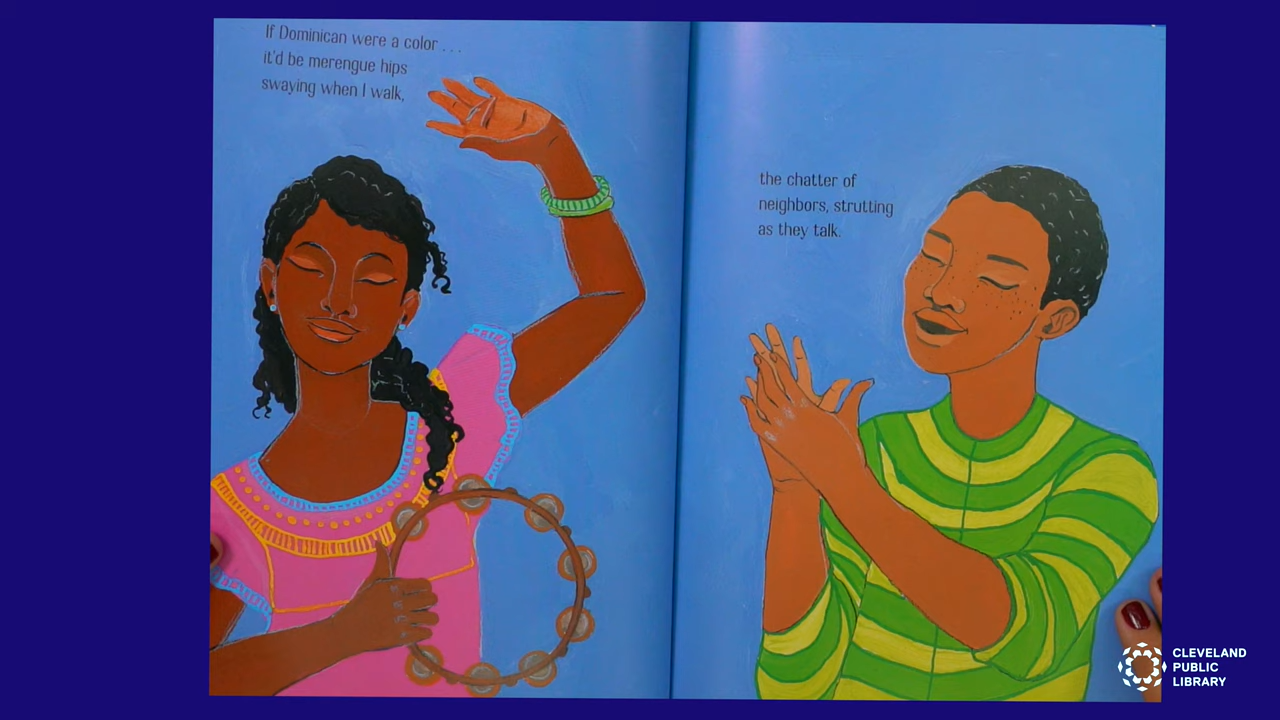 If Dominican were a color . . .
it'd be merengue hips
swaying when I walk,
the chatter of
neighbors, strutting
as they talk.
CLEVELAND
PUBLIC
LIBRARY